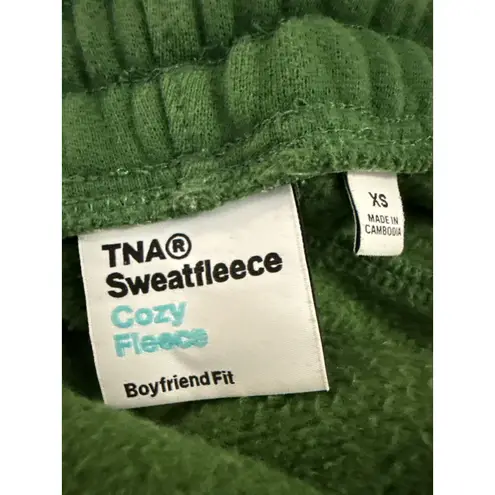 TNA®
Sweatfleece
Cozy
Fleece
Boyfriend Fit
XS
MADE IN
CAMBODIA